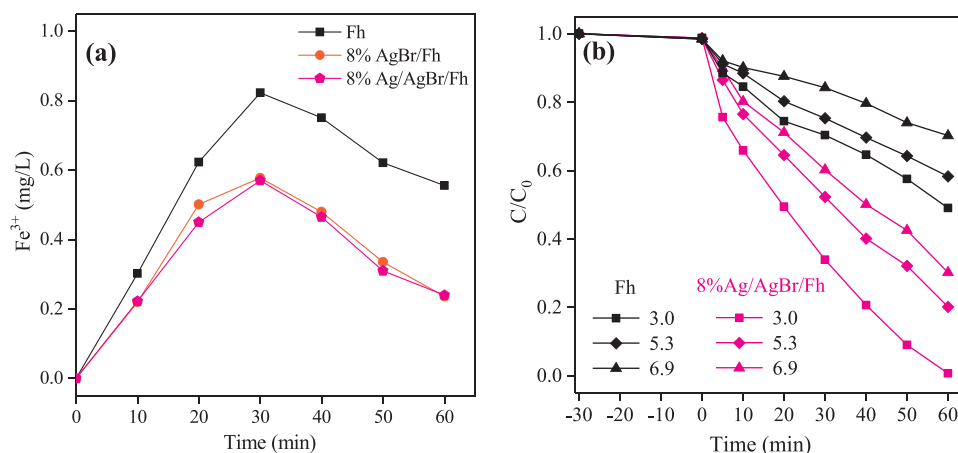 (a)
Fh
8% AgBr/Fh
8% Ag/AgBr/Fh
Fe³⁺ (mg/L)
1.0
0.8
0.6
0.4
0.2
0.0
0 10 20 30 40 50 60
Time (min)
(b)
C/C₀
1.0
0.8
0.6
0.4
0.2
0.0
Fh 8%Ag/AgBr/Fh
3.0 3.0
5.3 5.3
6.9 6.9
-30 -20 -10 0 10 20 30 40 50 60
Time (min)